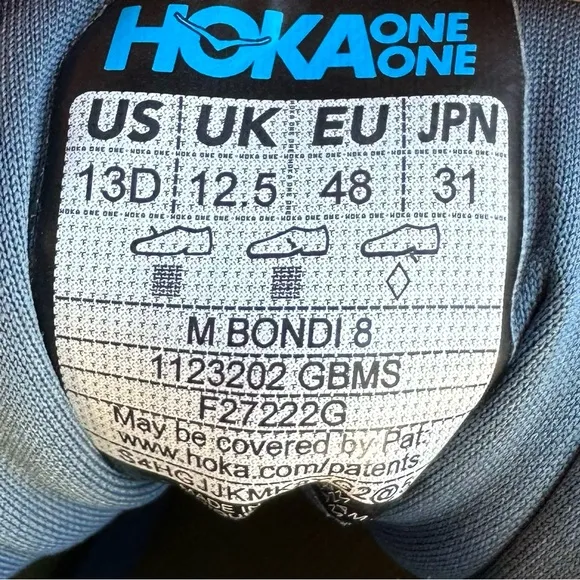 HOKA ONE ONE
US UK EU JPN
13D 12.5 48 31
M BONDI 8
1123202 GBMS
F27222G
May be covered by Pat.
www.hoka.com/patents
MADE